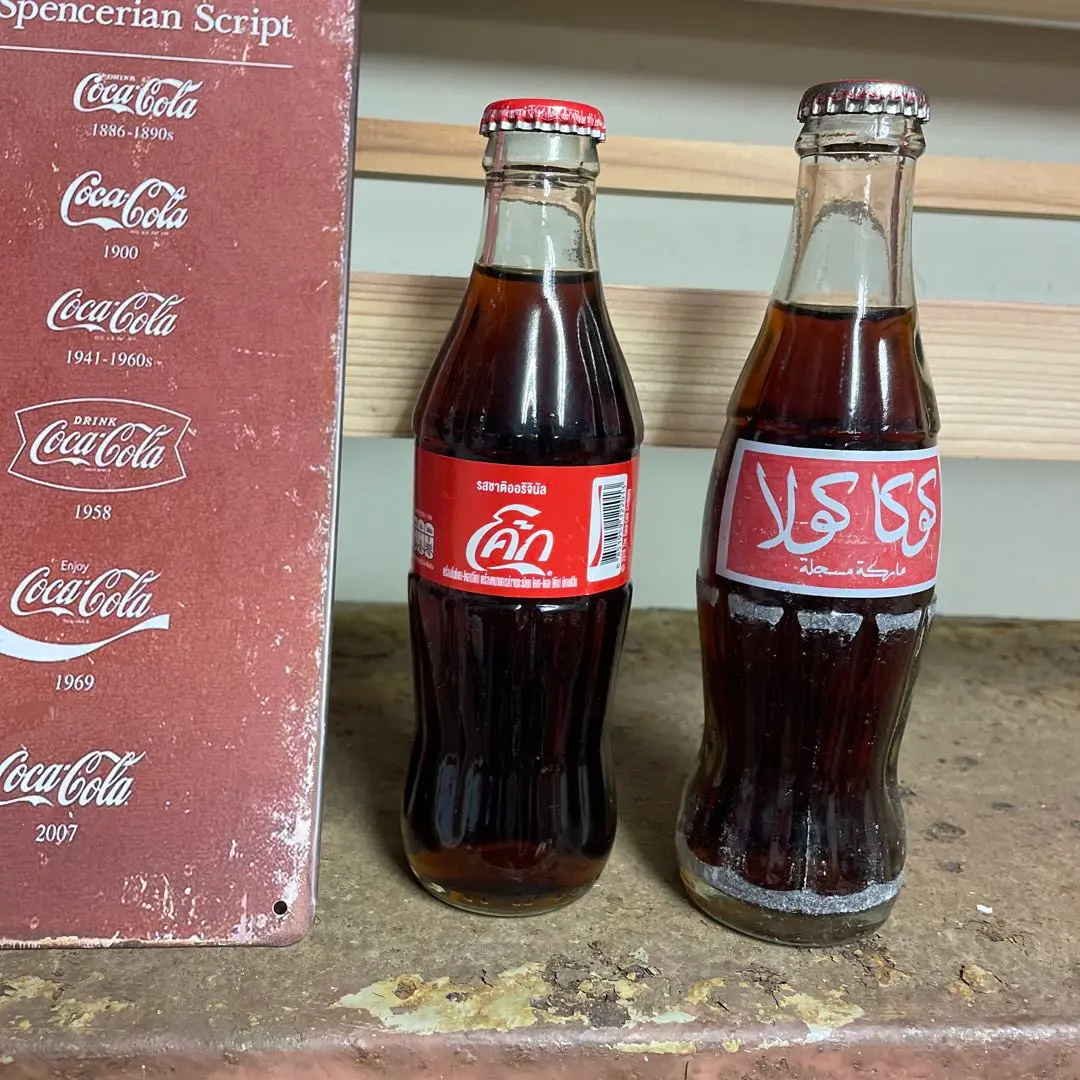 Spencerian Script
DRINK
Coca-Cola
1886-1890s
Coca-Cola
1900
Coca-Cola
1941-1960s
DRINK
Coca-Cola
1958
Enjoy
Coca-Cola
1969
Coca-Cola
2007
รสชาติออริจินัล
โค้ก
كوكا كولا
ماركة مسجلة